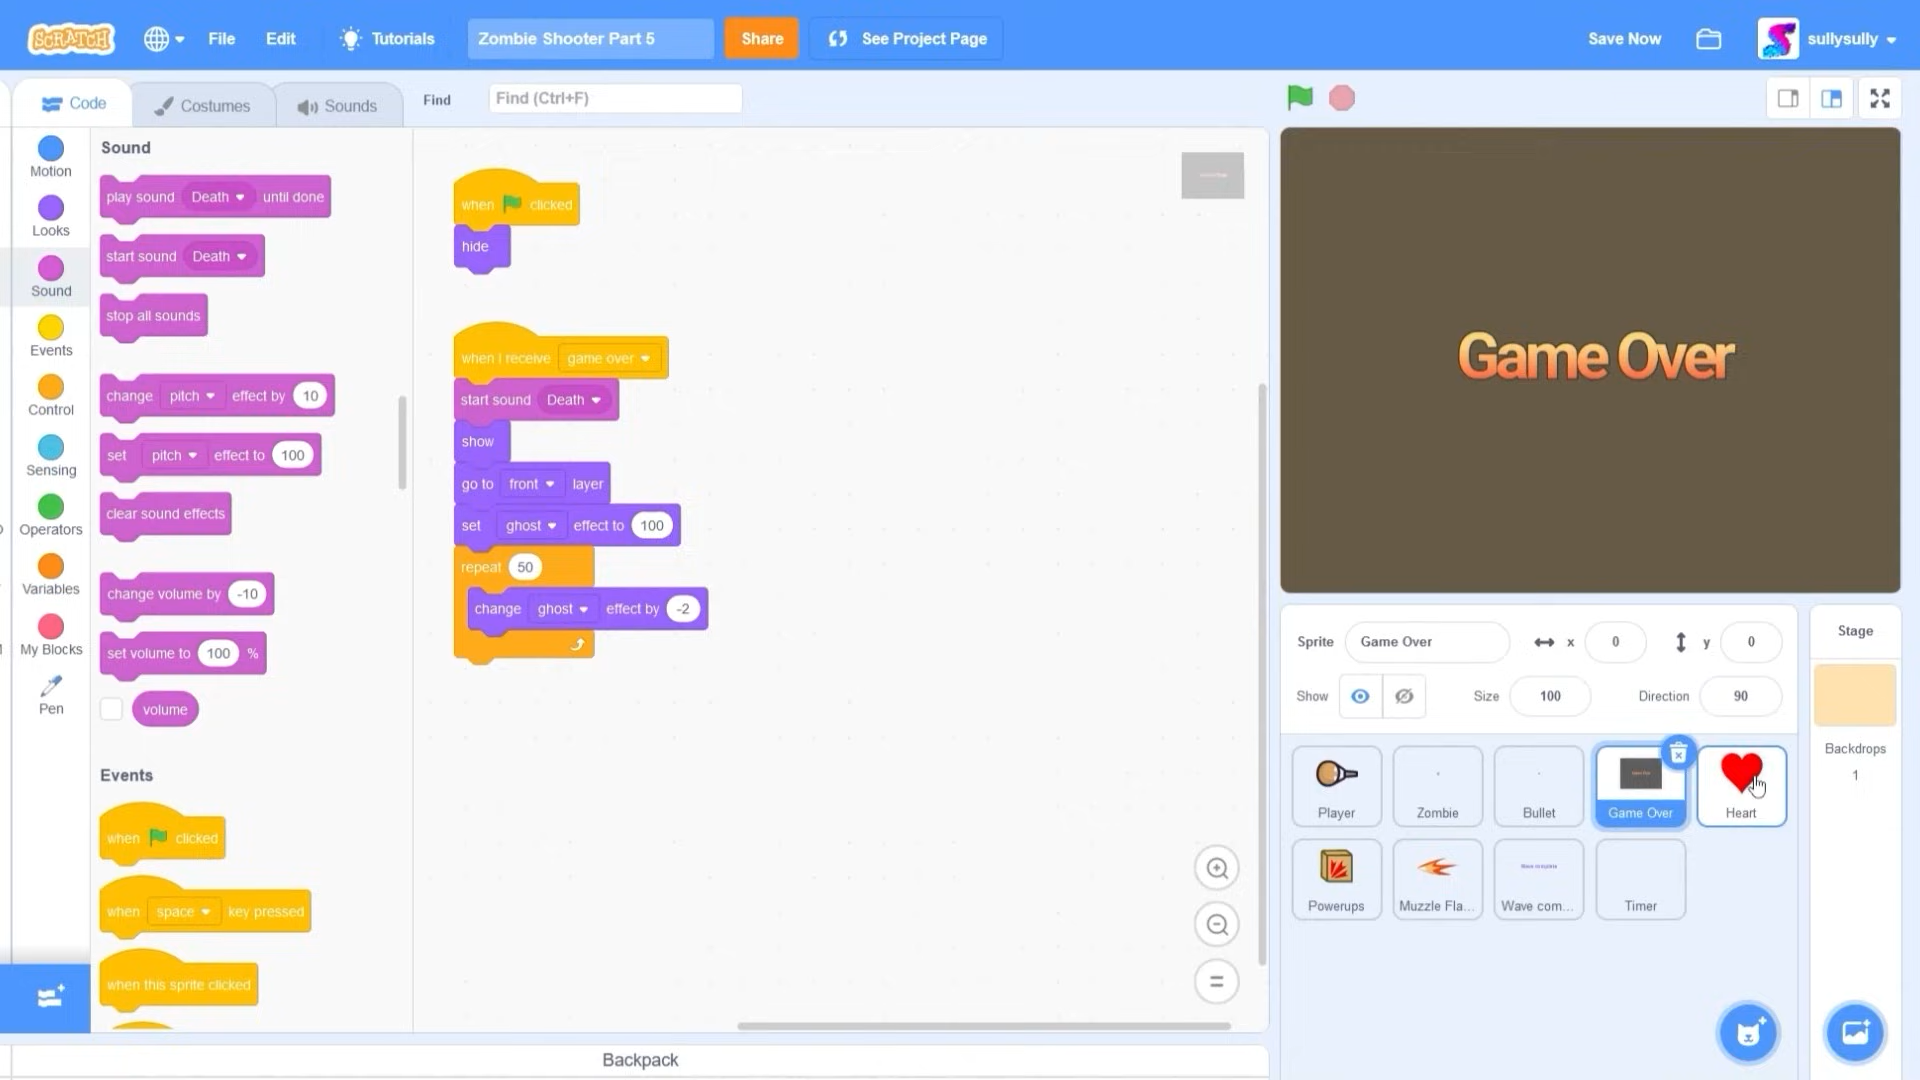 SCRATCH
File
Edit
Tutorials
Zombie Shooter Part 5
Share
See Project Page
Save Now
sullysully
Code
Costumes
Sounds
Find
Find (Ctrl+F)
Motion
Looks
Sound
Events
Control
Sensing
Operators
Variables
My Blocks
Pen
Sound
play sound Death until done
start sound Death
stop all sounds
change pitch effect by 10
set pitch effect to 100
clear sound effects
change volume by -10
set volume to 100 %
volume
Events
when clicked
when space key pressed
when this sprite clicked
when clicked
hide
when I receive game over
start sound Death
show
go to front layer
set ghost effect to 100
repeat 50
change ghost effect by -2
Backpack
Game Over
Sprite Game Over x 0 y 0
Show Size 100 Direction 90
Player
Zombie
Bullet
Game Over
Heart
Powerups
Muzzle Fla...
Wave com...
Timer
Stage
Backdrops
1